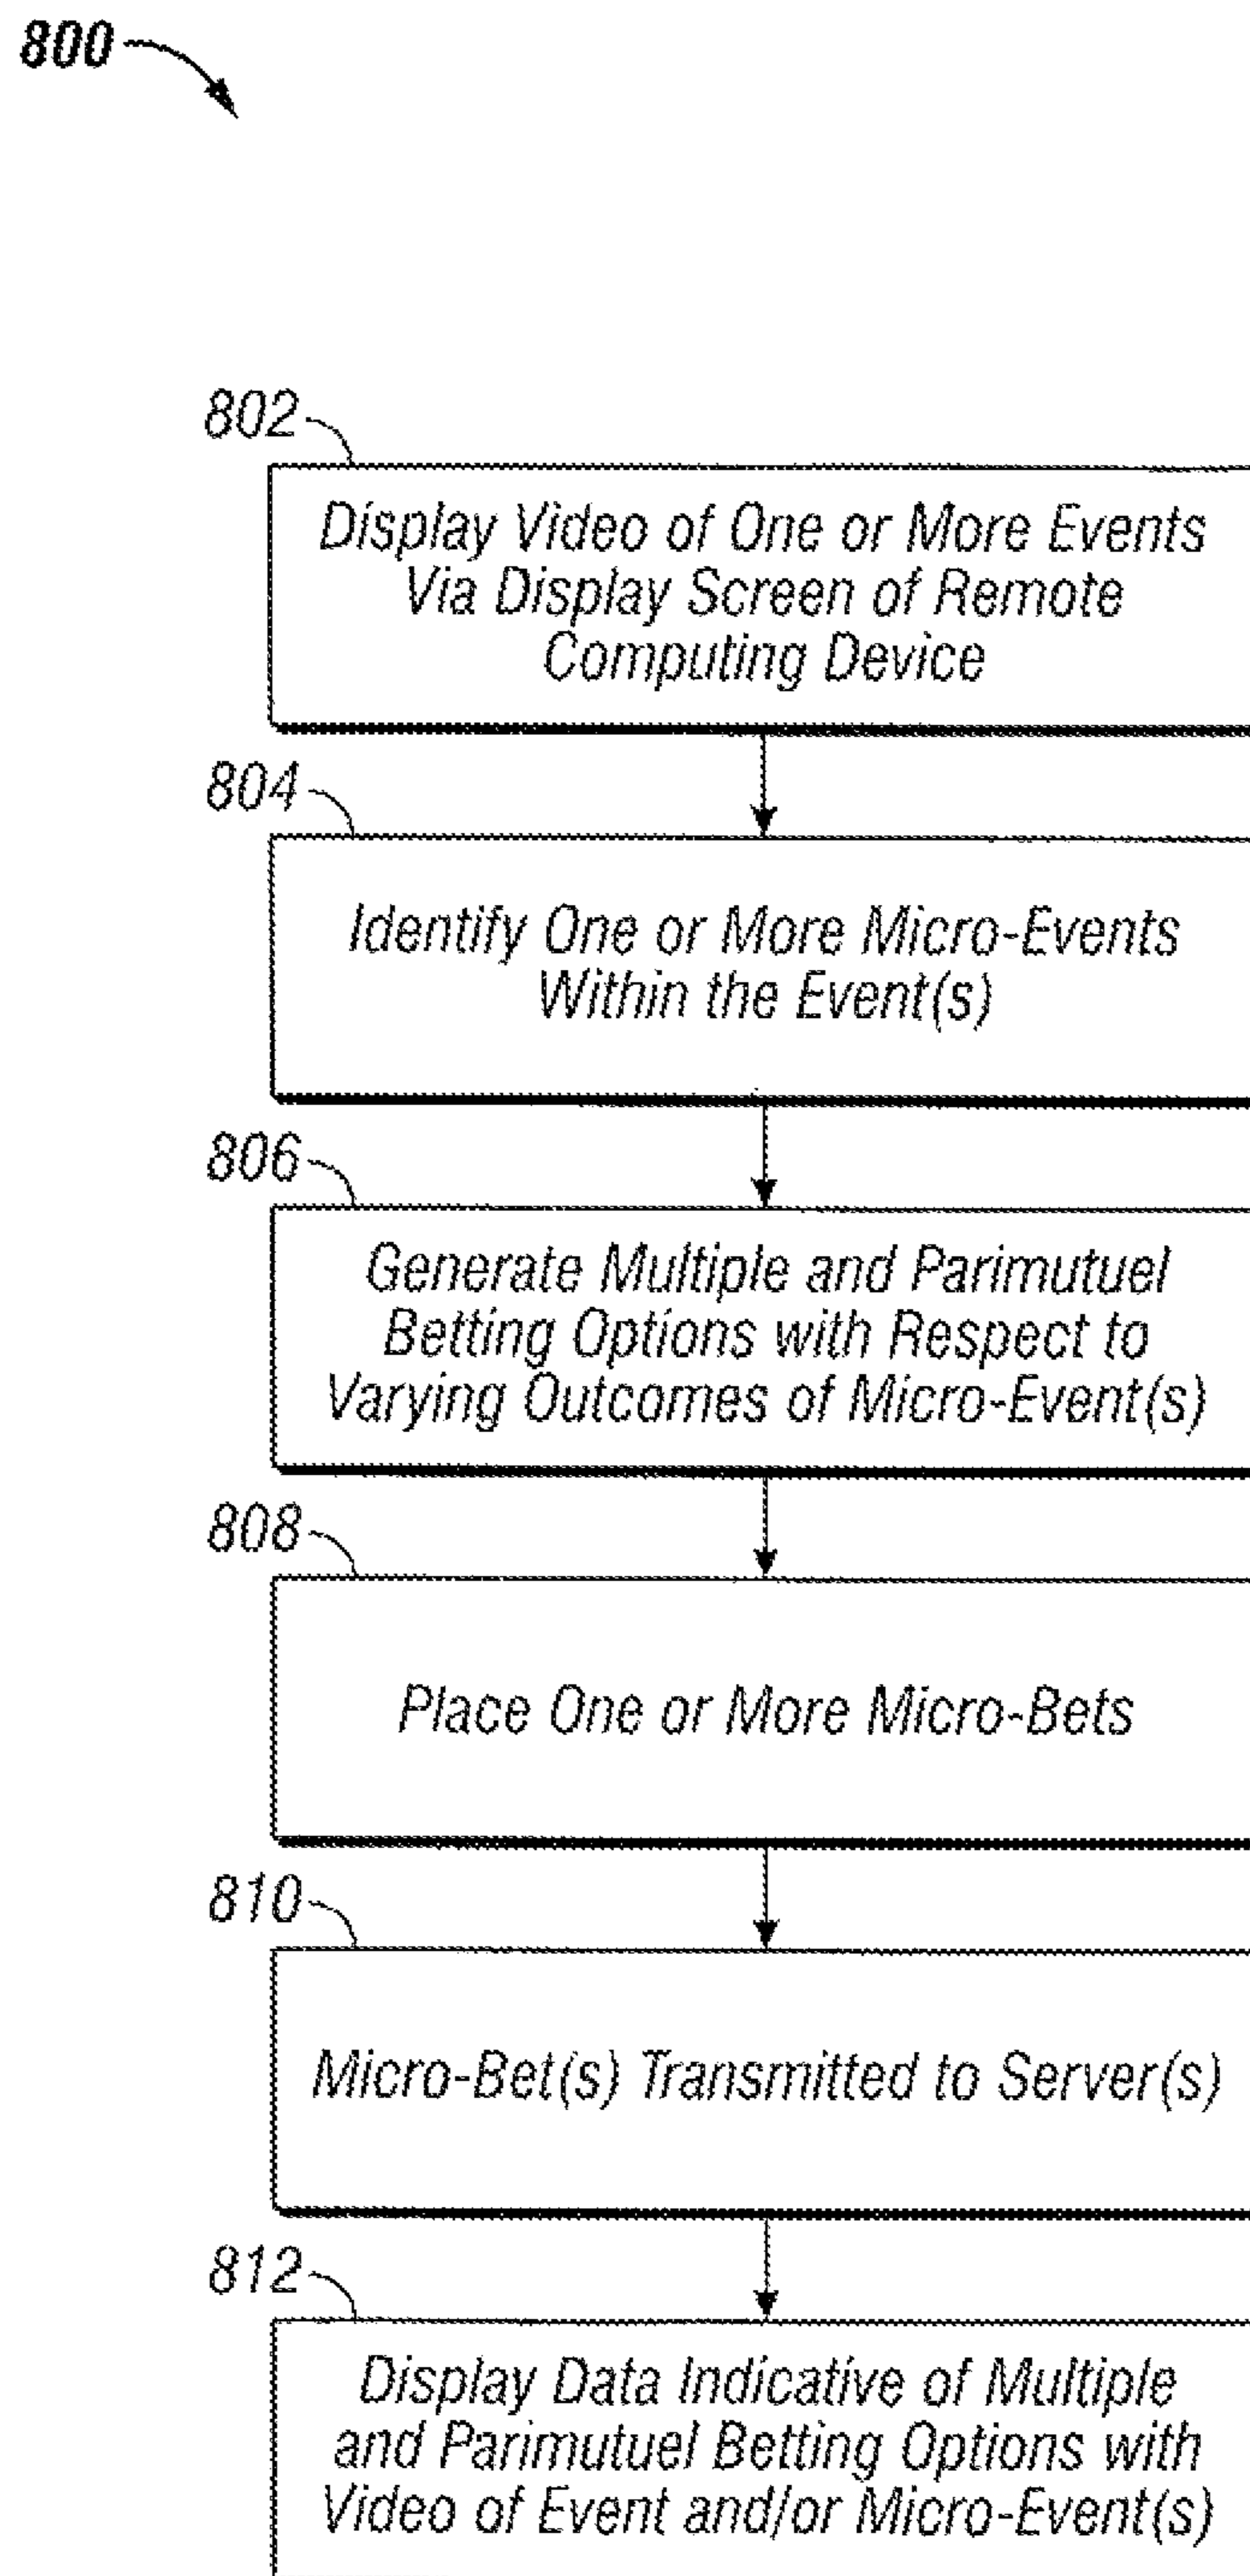 800
802
Display Video of One or More Events
Via Display Screen of Remote
Computing Device
804
Identify One or More Micro-Events
Within the Event(s)
806
Generate Multiple and Parimutuel
Betting Options with Respect to
Varying Outcomes of Micro-Event(s)
808
Place One or More Micro-Bets
810
Micro-Bet(s) Transmitted to Server(s)
812
Display Data Indicative of Multiple
and Parimutuel Betting Options with
Video of Event and/or Micro-Event(s)